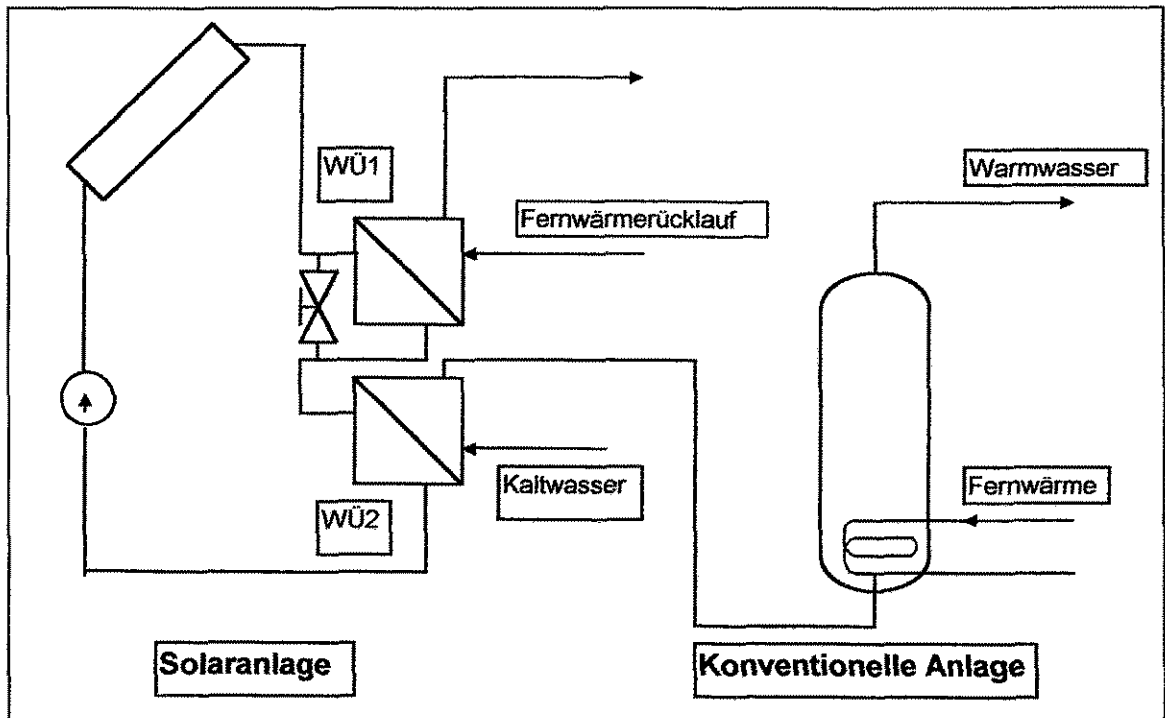 WÜ1
Warmwasser
Fernwärmerücklauf
Kaltwasser
Fernwärme
WÜ2
Solaranlage
Konventionelle Anlage